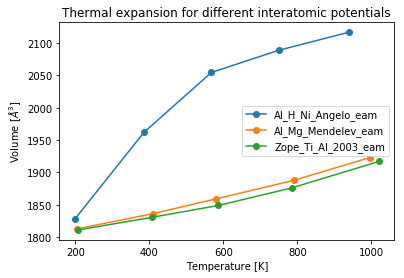 Thermal expansion for different interatomic potentials
Volume [Å³]
2100
2050
2000
1950
1900
1850
1800
Al_H_Ni_Angelo_eam
Al_Mg_Mendelev_eam
Zope_Ti_Al_2003_eam
200
400
600
800
1000
Temperature [K]